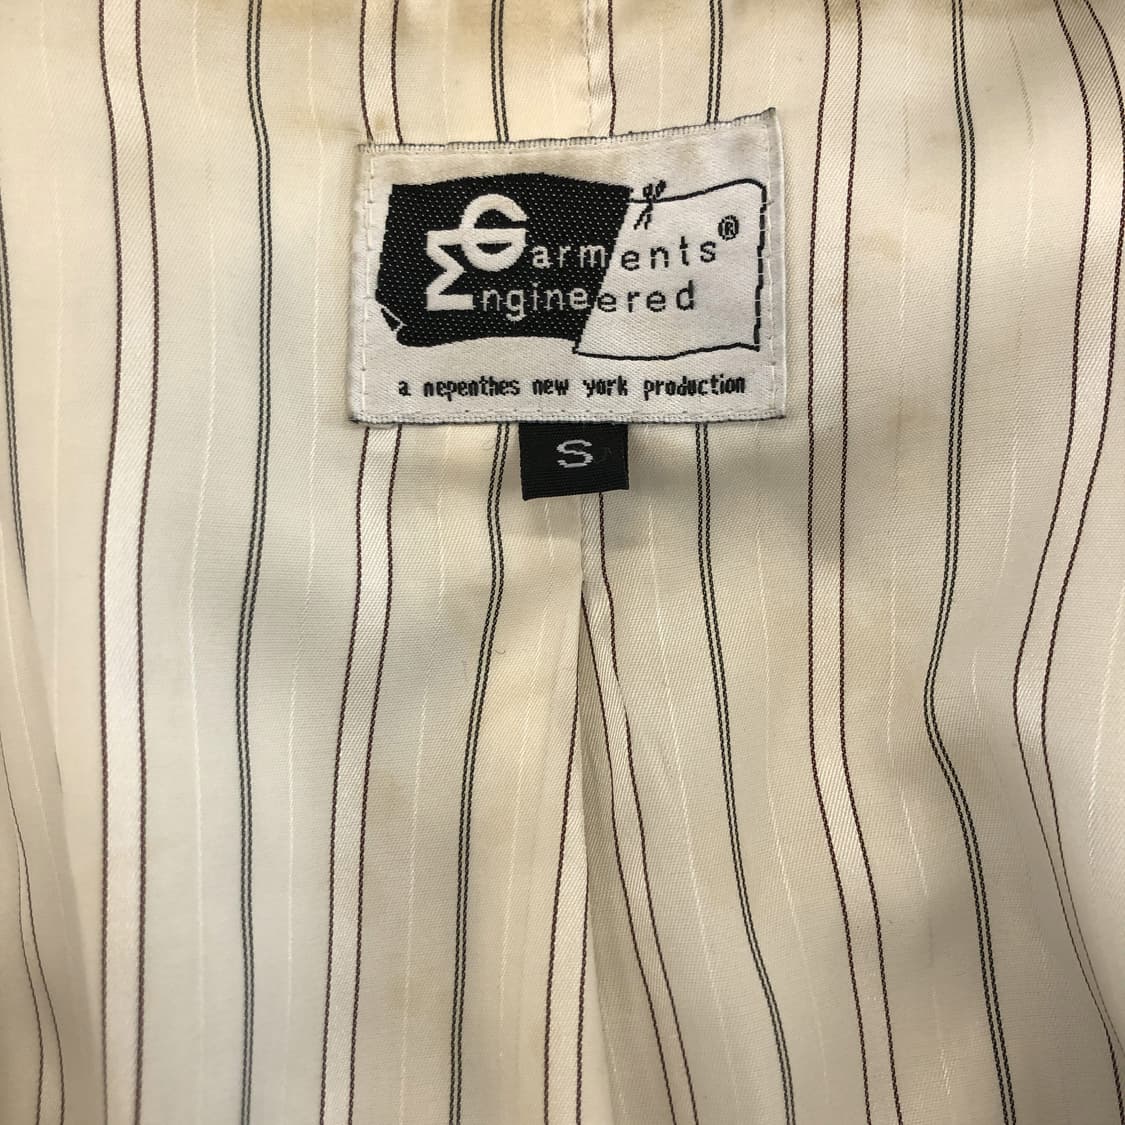 Garments®
Engineered
a nepenthes new york production
S